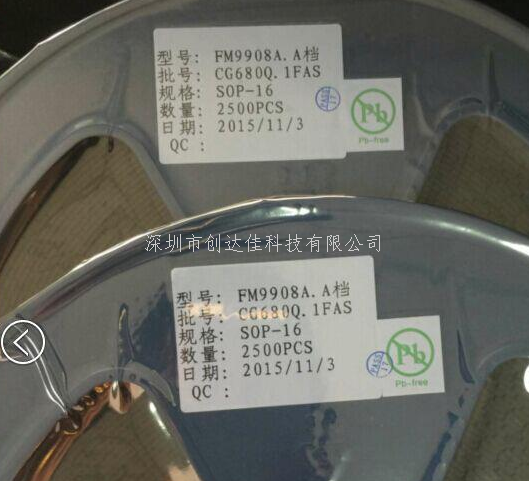 型号: FM9908A.A档
批号: CG680Q.1FAS
规格: SOP-16
数量: 2500PCS
日期: 2015/11/3
QC :
Pb
Pb-free
深圳市创达佳科技有限公司
型号: FM9908A.A档
批号: CG680Q.1FAS
规格: SOP-16
数量: 2500PCS
日期: 2015/11/3
QC :
Pb
Pb-free